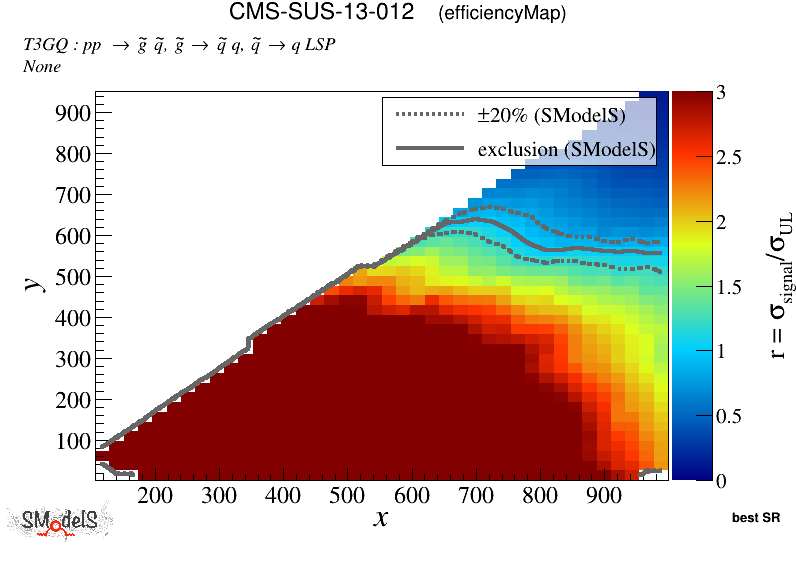 CMS-SUS-13-012 (efficiencyMap)
T3GQ : pp → g̃ q̃, g̃ → q̃ q, q̃ → q LSP
None
±20% (SModelS)
exclusion (SModelS)
900
800
700
600
500
400
300
200
100
y
200 300 400 500 600 700 800 900
x
3
2.5
2
1.5
1
0.5
0
r = σsignal/σUL
SModelS
best SR